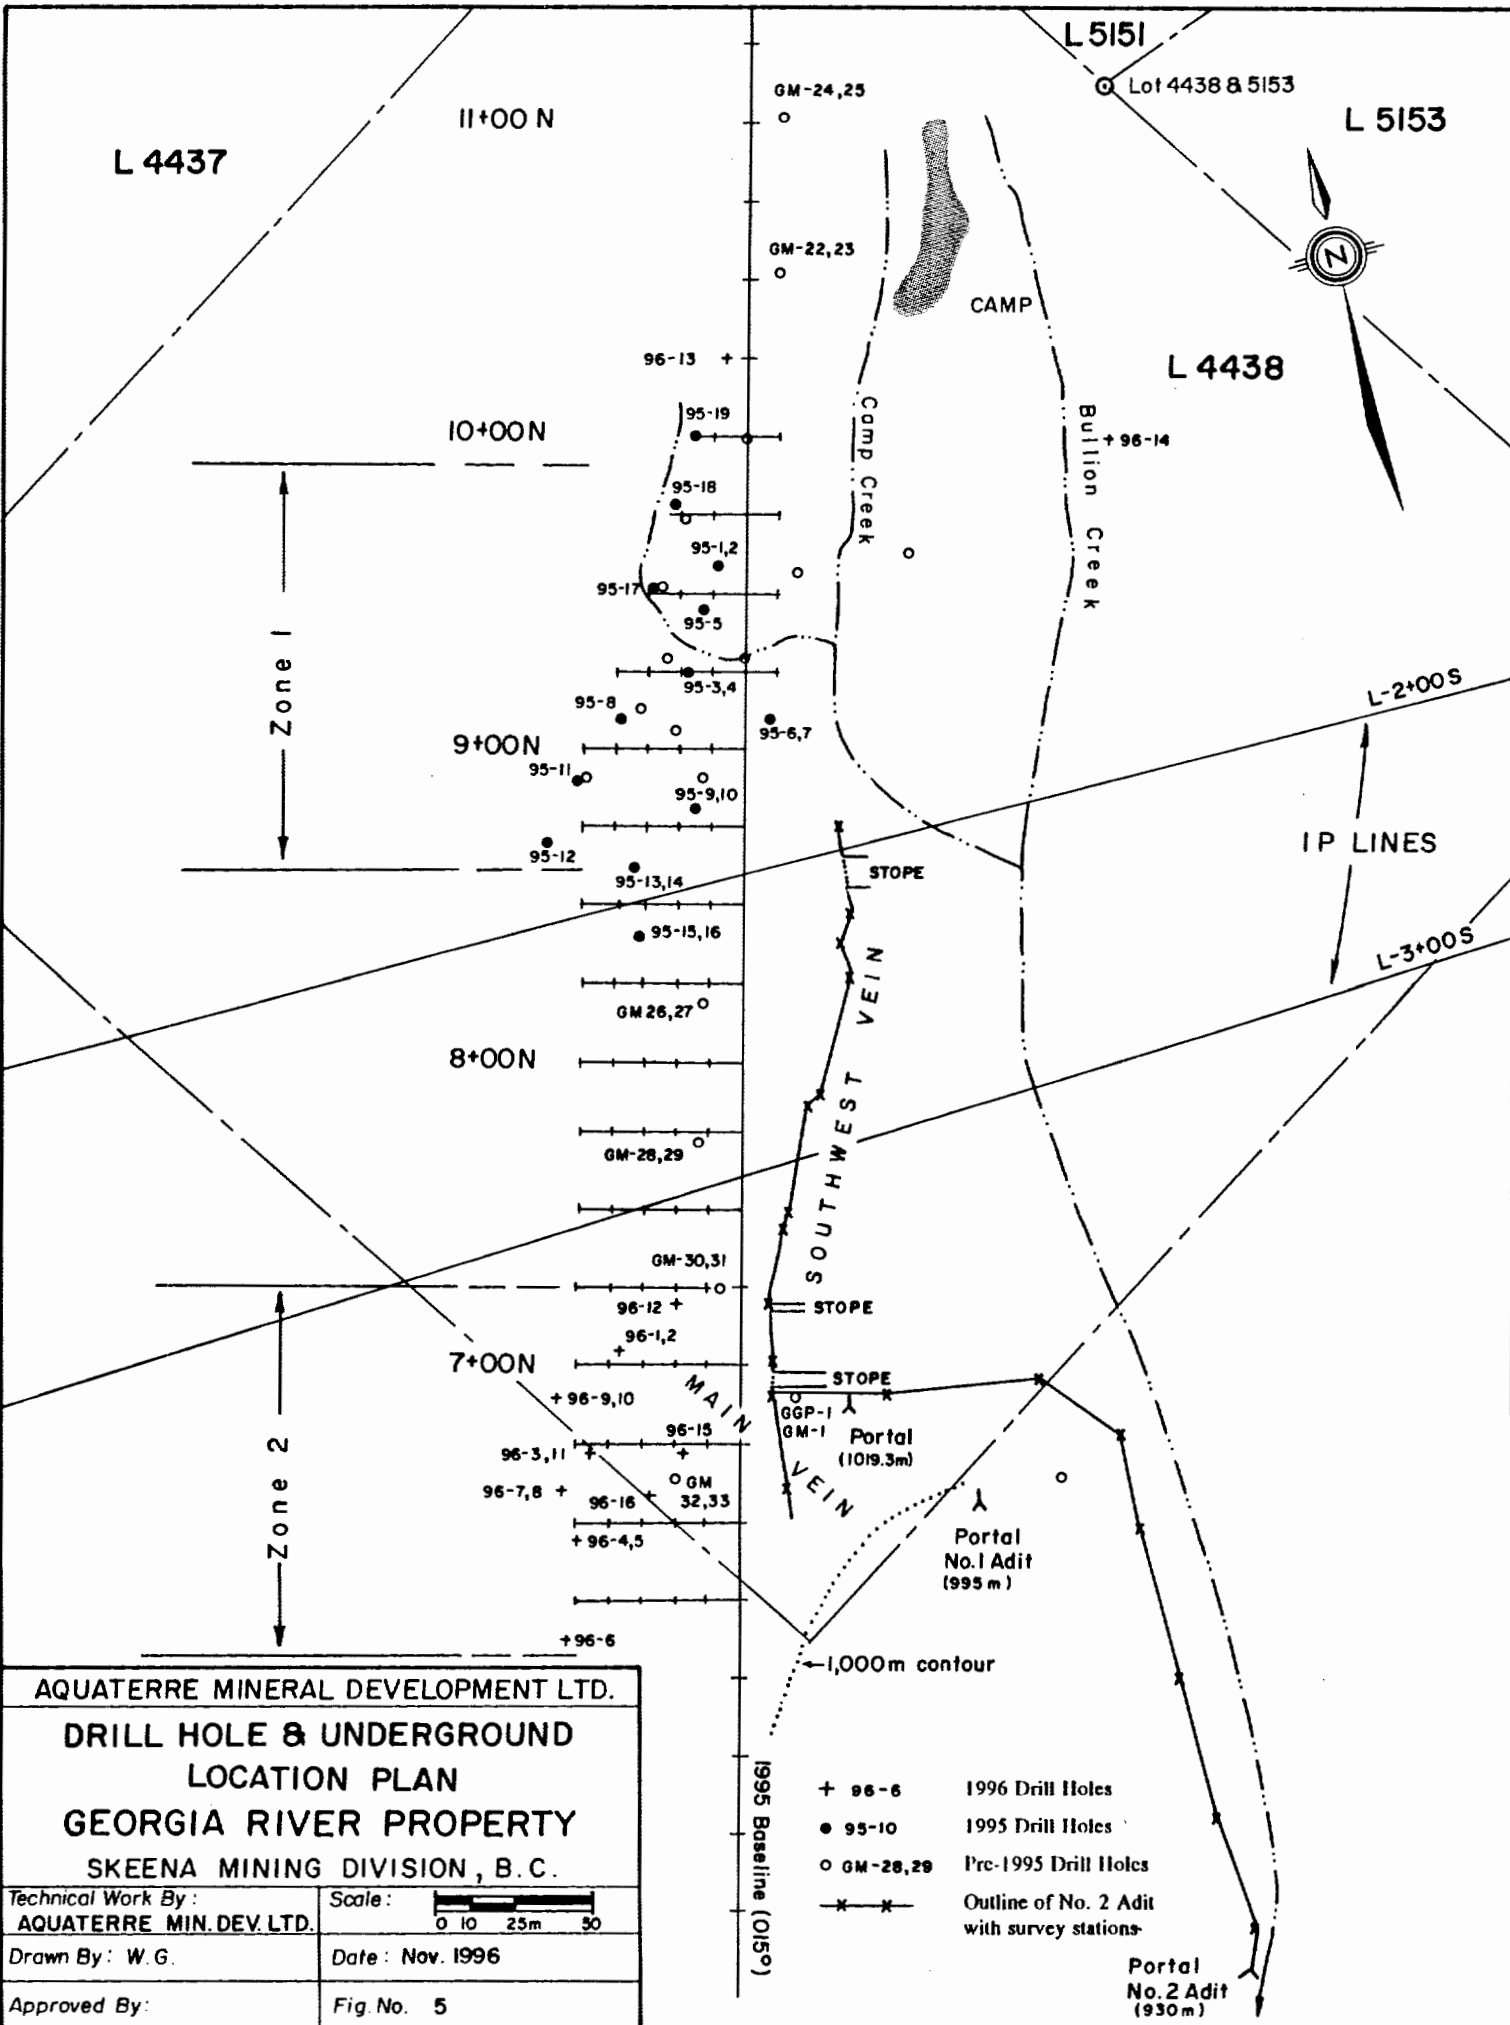 L 5151
Lot 4438 & 5153
GM-24,25
11+00 N
L 5153
L 4437
N
GM-22,23
CAMP
96-13
L 4438
95-19
10+00N
Camp Creek
Bullion Creek
96-14
95-18
95-1,2
95-17
95-5
Zone 1
95-3,4
L-2+00S
95-8
95-6,7
9+00N
95-11
95-9,10
IP LINES
95-12
STOPE
95-13,14
95-15,16
L-3+00S
GM 26,27
8+00N
SOUTHWEST VEIN
GM-28,29
GM-30,31
96-12
STOPE
96-1,2
7+00N
STOPE
MAIN VEIN
96-9,10
GGP-1
GM-1
Portal
(1019.3m)
96-15
96-3,11
Zone 2
96-7,8
96-16
GM
32,33
96-4,5
Portal
No.1 Adit
(995 m)
96-6
1,000m contour
AQUATERRE MINERAL DEVELOPMENT LTD.
DRILL HOLE & UNDERGROUND
LOCATION PLAN
GEORGIA RIVER PROPERTY
SKEENA MINING DIVISION, B.C.
Technical Work By:
AQUATERRE MIN. DEV. LTD.
Scale:
0 10 25m 50
Drawn By: W.G.
Date: Nov. 1996
Approved By:
Fig. No. 5
1995 Baseline (015°)
96-6 1996 Drill Holes
95-10 1995 Drill Holes
GM-28,29 Pre-1995 Drill Holes
Outline of No. 2 Adit
with survey stations
Portal
No. 2 Adit
(930m)